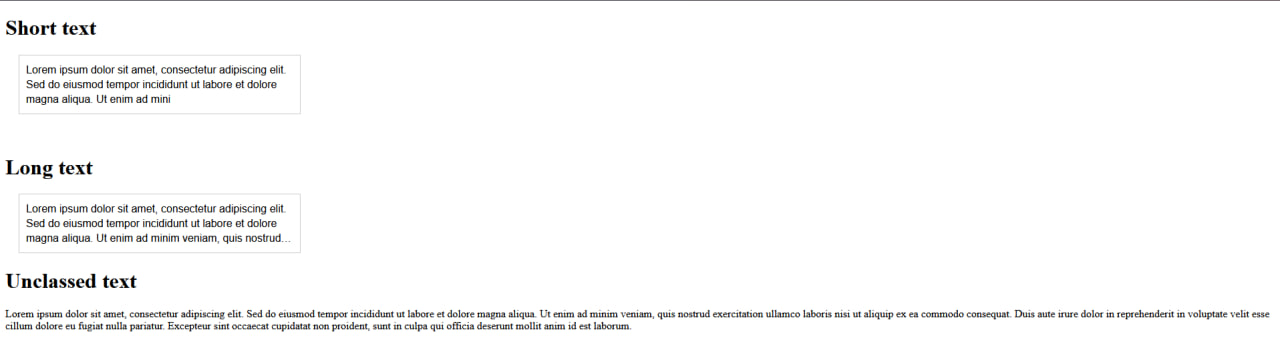 Short text
Lorem ipsum dolor sit amet, consectetur adipiscing elit.
Sed do eiusmod tempor incididunt ut labore et dolore
magna aliqua. Ut enim ad mini
Long text
Lorem ipsum dolor sit amet, consectetur adipiscing elit.
Sed do eiusmod tempor incididunt ut labore et dolore
magna aliqua. Ut enim ad minim veniam, quis nostrud...
Unclassed text
Lorem ipsum dolor sit amet, consectetur adipiscing elit. Sed do eiusmod tempor incididunt ut labore et dolore magna aliqua. Ut enim ad minim veniam, quis nostrud exercitation ullamco laboris nisi ut aliquip ex ea commodo consequat. Duis aute irure dolor in reprehenderit in voluptate velit esse
cillum dolore eu fugiat nulla pariatur. Excepteur sint occaecat cupidatat non proident, sunt in culpa qui officia deserunt mollit anim id est laborum.